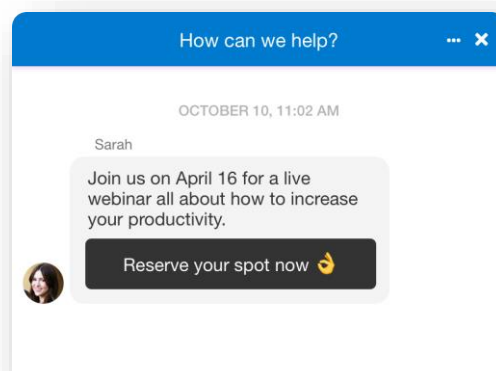 How can we help?
OCTOBER 10, 11:02 AM
Sarah
Join us on April 16 for a live
webinar all about how to increase
your productivity.
Reserve your spot now 👌